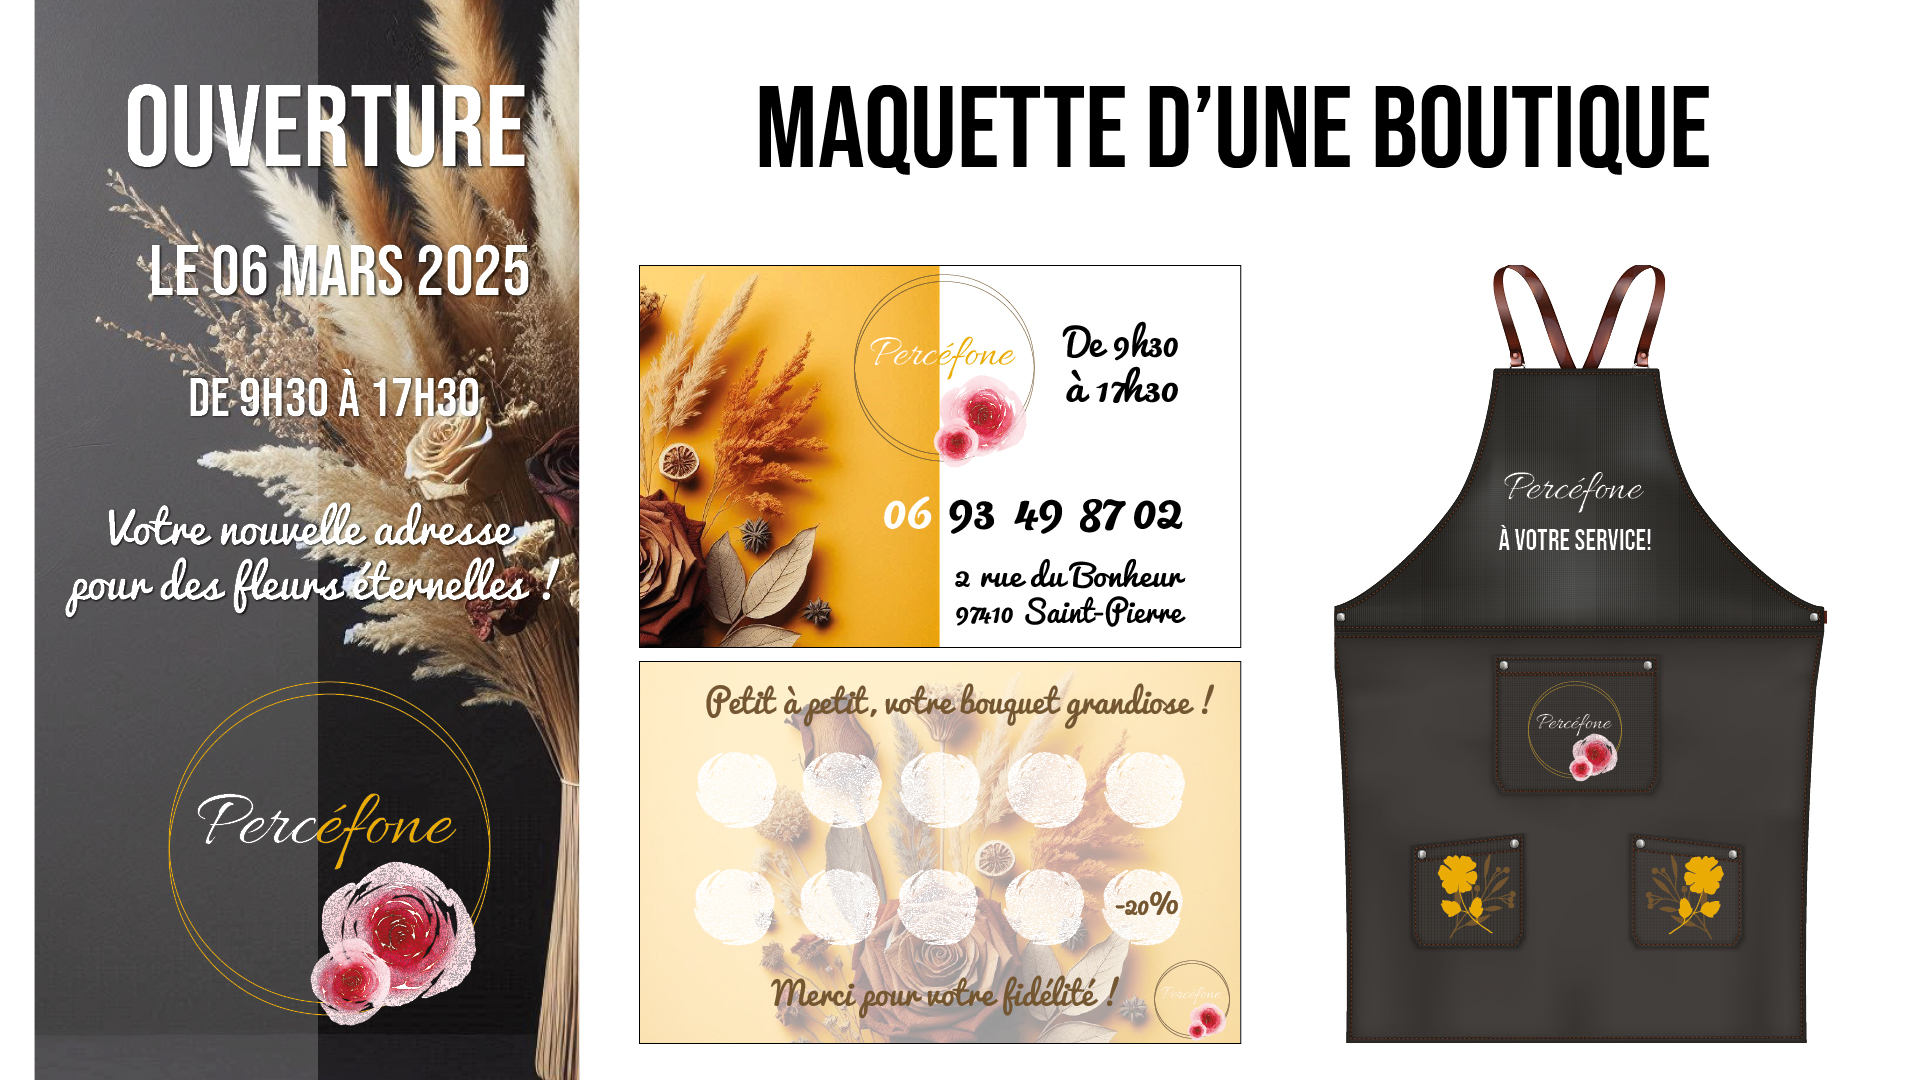 OUVERTURE
LE 06 MARS 2025
DE 9H30 À 17H30
Votre nouvelle adresse
pour des fleurs éternelles !
Percéfone
MAQUETTE D’UNE BOUTIQUE
Percéfone
De 9h30
à 17h30
06 93 49 87 02
2 rue du Bonheur
97410 Saint-Pierre
Petit à petit, votre bouquet grandiose !
-20%
Merci pour votre fidélité !
Percéfone
Percéfone
À VOTRE SERVICE!
Percéfone